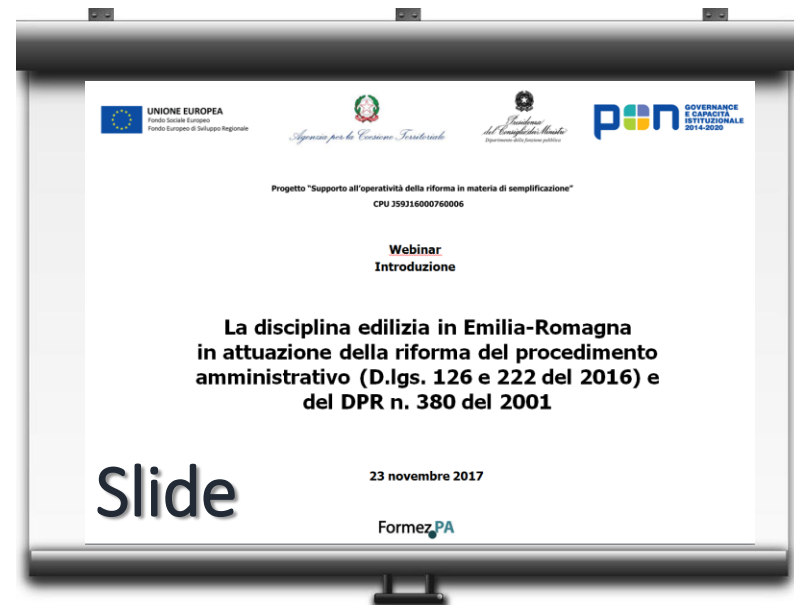 UNIONE EUROPEA
Fondo Sociale Europeo
Fondo Europeo di Sviluppo Regionale
Agenzia per la Coesione Territoriale
Presidenza
del Consiglio dei Ministri
Dipartimento della funzione pubblica
pon
GOVERNANCE
E CAPACITÀ
ISTITUZIONALE
2014-2020
Progetto "Supporto all'operatività della riforma in materia di semplificazione"
CPU J59J16000760006
Webinar
Introduzione
La disciplina edilizia in Emilia-Romagna
in attuazione della riforma del procedimento
amministrativo (D.lgs. 126 e 222 del 2016) e
del DPR n. 380 del 2001
23 novembre 2017
Slide
Formez PA